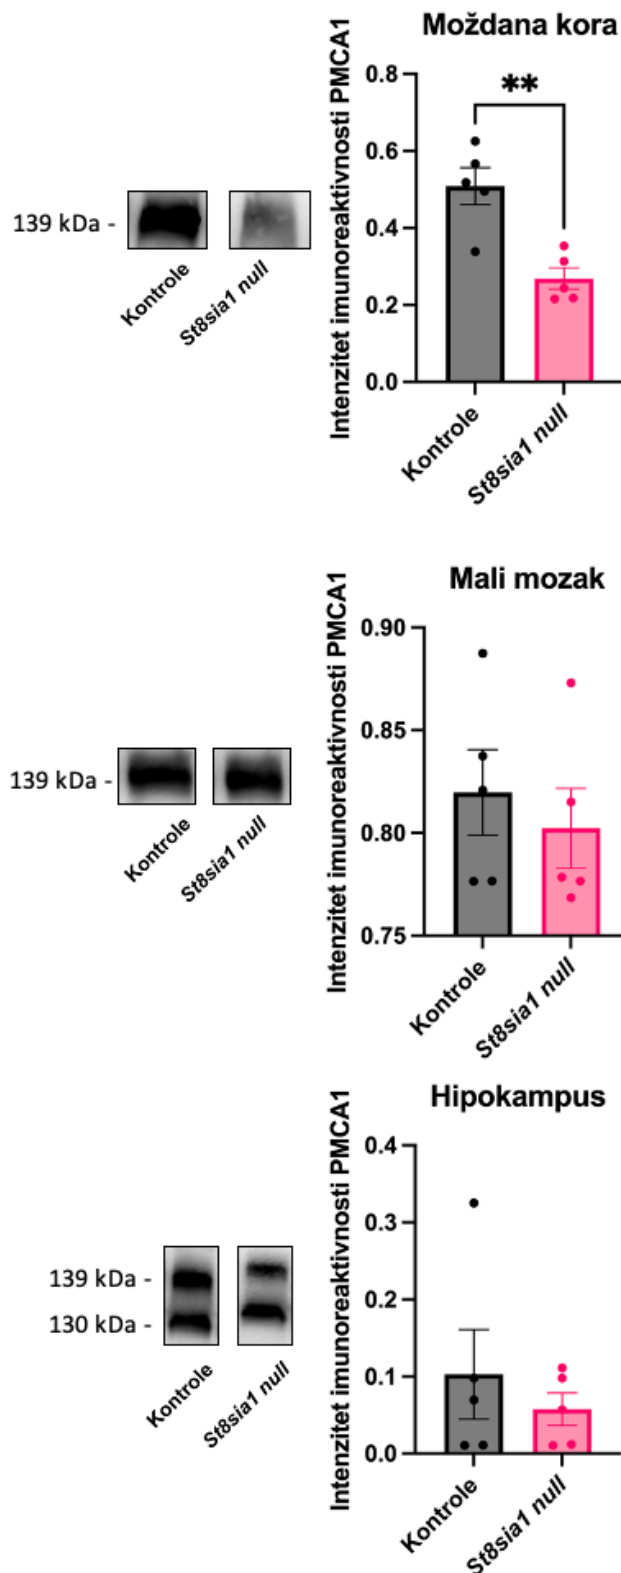 Moždana kora
Intenzitet imunoreaktivnosti PMCA1
0.8
0.6
0.4
0.2
0.0
**
Kontrole
St8sia1 null
139 kDa -
Kontrole
St8sia1 null
Mali mozak
Intenzitet imunoreaktivnosti PMCA1
0.90
0.85
0.80
0.75
Kontrole
St8sia1 null
139 kDa -
Kontrole
St8sia1 null
Hipokampus
Intenzitet imunoreaktivnosti PMCA1
0.4
0.3
0.2
0.1
0.0
Kontrole
St8sia1 null
139 kDa -
130 kDa -
Kontrole
St8sia1 null